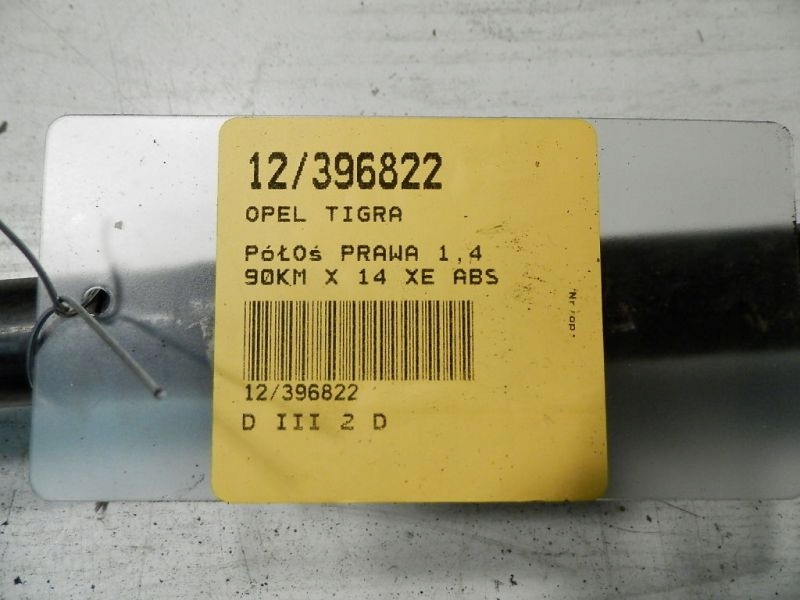 12/396822
OPEL TIGRA
PółOś PRAWA 1,4
90KM X 14 XE ABS
12/396822
D III 2 D